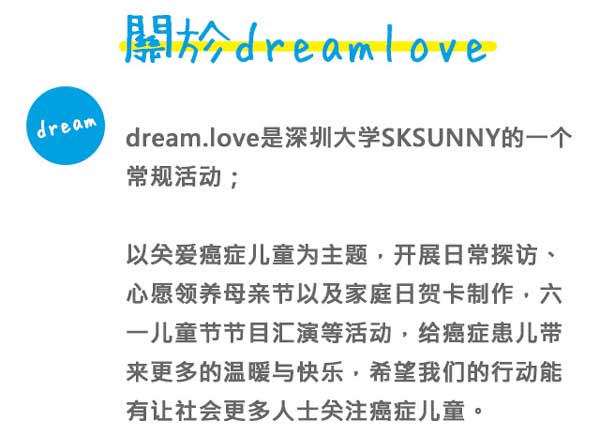 關於dreamlove
dream
dream.love是深圳大学SKSUNNY的一个
常规活动；
以关爱癌症儿童为主题，开展日常探访、
心愿领养母亲节以及家庭日贺卡制作，六
一儿童节节目汇演等活动，给癌症患儿带
来更多的温暖与快乐，希望我们的行动能
有让社会更多人士关注癌症儿童。